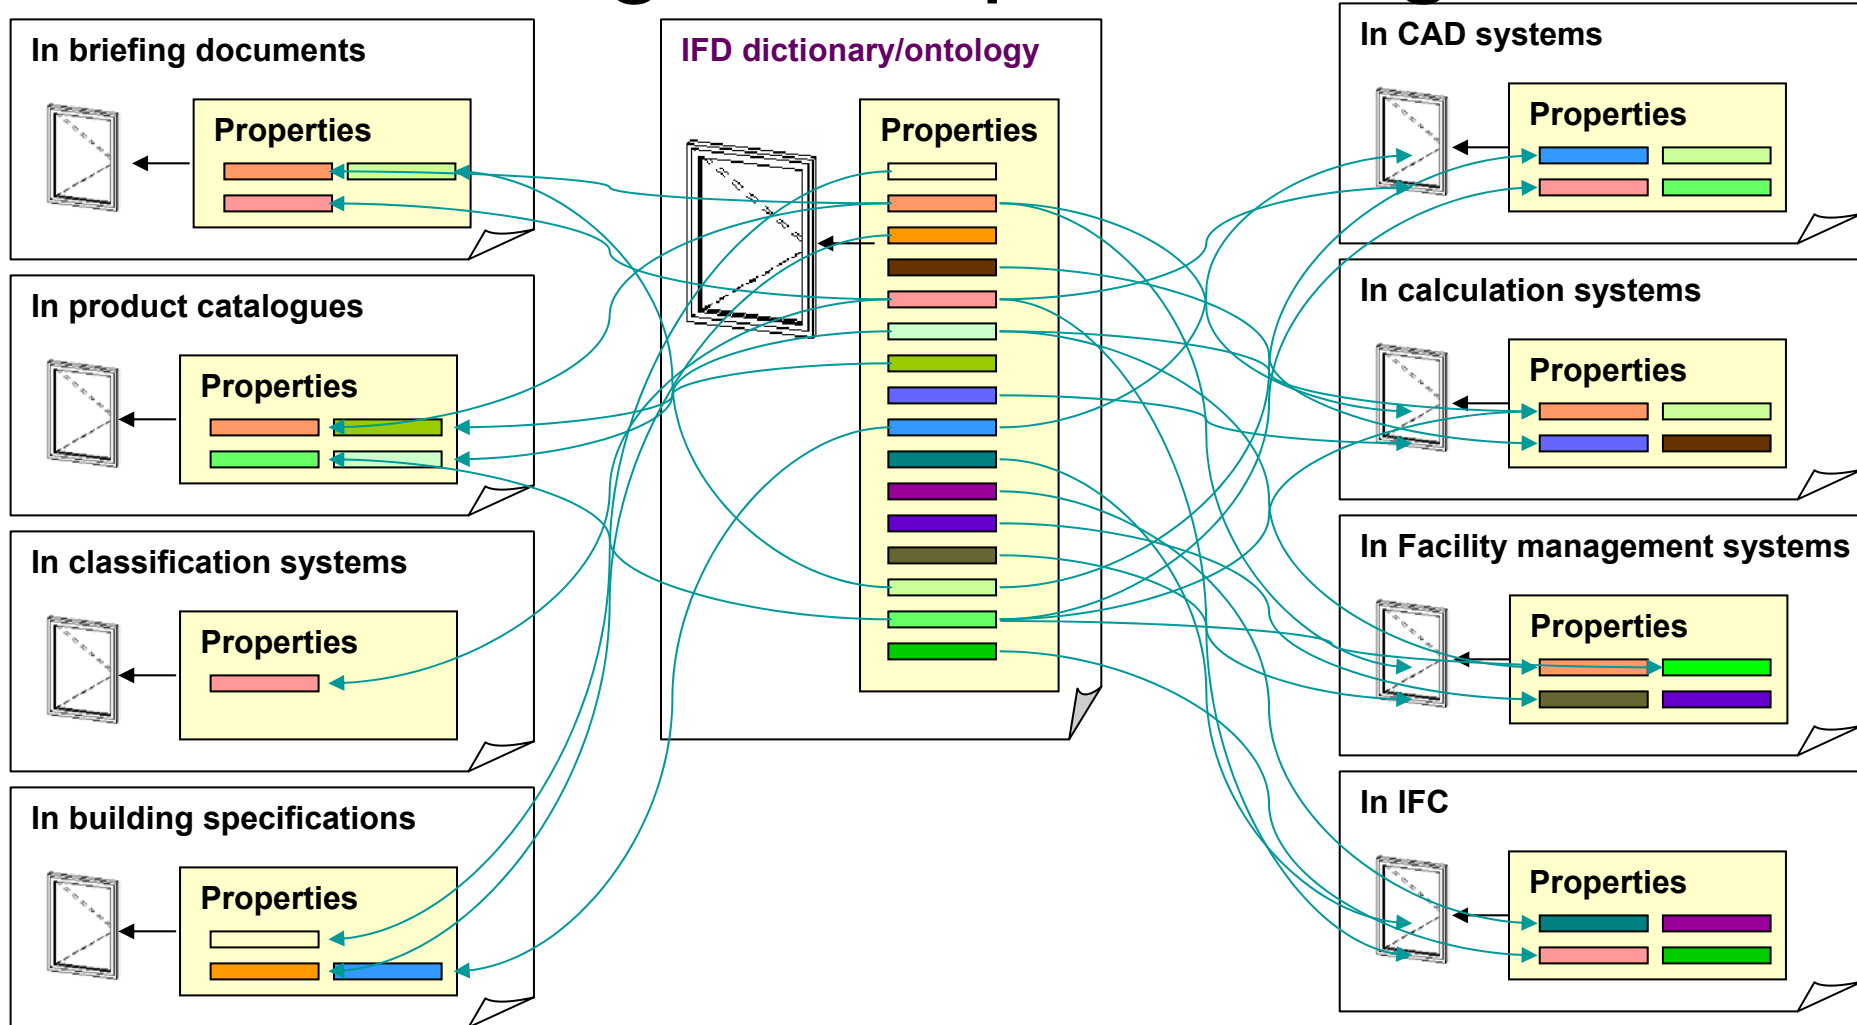 In briefing documents
Properties
In product catalogues
Properties
In classification systems
Properties
In building specifications
Properties
IFD dictionary/ontology
Properties
In CAD systems
Properties
In calculation systems
Properties
In Facility management systems
Properties
In IFC
Properties